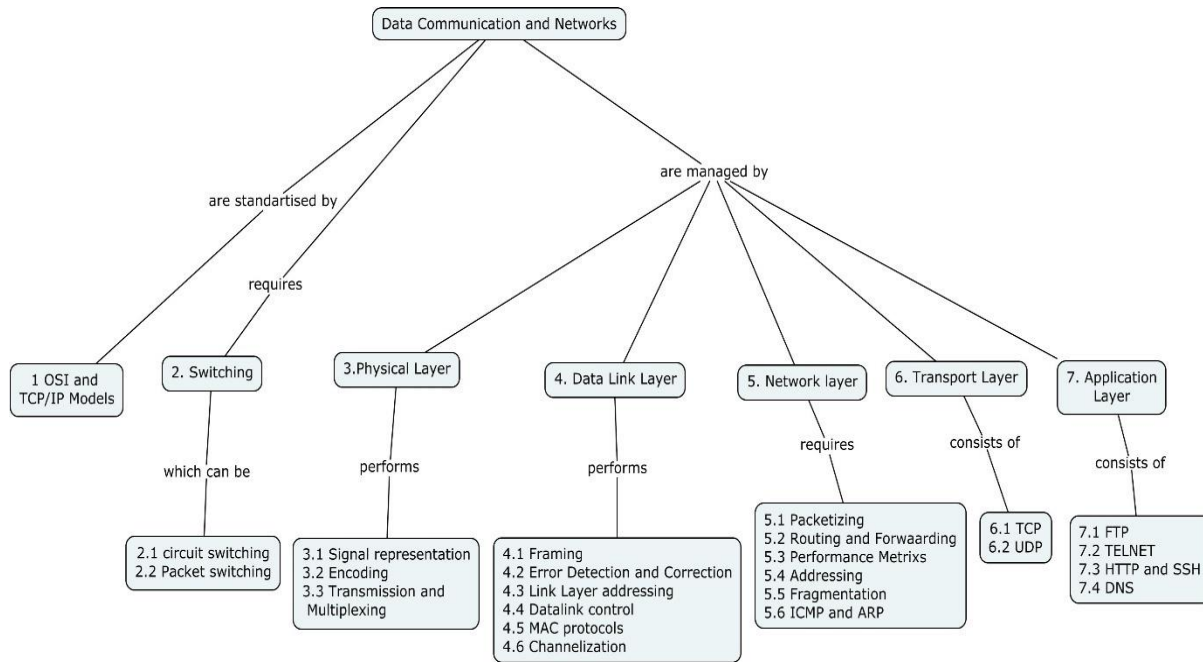 Data Communication and Networks
are managed by
are standartised by
requires
1 OSI and
TCP/IP Models
2. Switching
3.Physical Layer
4. Data Link Layer
5. Network layer
6. Transport Layer
7. Application
Layer
which can be
performs
performs
requires
consists of
consists of
2.1 circuit switching
2.2 Packet switching
3.1 Signal representation
3.2 Encoding
3.3 Transmission and
Multiplexing
4.1 Framing
4.2 Error Detection and Correction
4.3 Link Layer addressing
4.4 Datalink control
4.5 MAC protocols
4.6 Channelization
5.1 Packetizing
5.2 Routing and Forwaarding
5.3 Performance Metrixs
5.4 Addressing
5.5 Fragmentation
5.6 ICMP and ARP
6.1 TCP
6.2 UDP
7.1 FTP
7.2 TELNET
7.3 HTTP and SSH
7.4 DNS